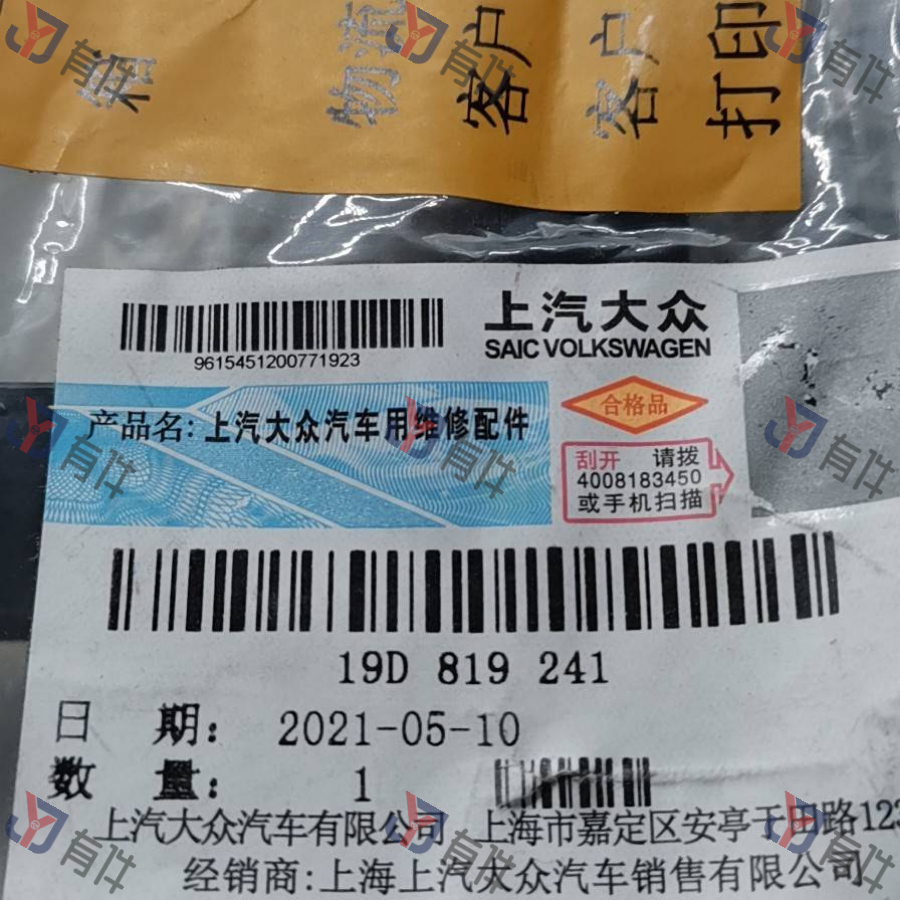 箱
物流
客户
客户
打印
9615451200771923
上汽大众
SAIC VOLKSWAGEN
产品名: 上汽大众汽车用维修配件
合格品
刮开 请拨
4008183450
或手机扫描
19D 819 241
日 期: 2021-05-10
数 量: 1
上汽大众汽车有限公司 上海市嘉定区安亭于田路123
经销商:上海上汽大众汽车销售有限公司
有件